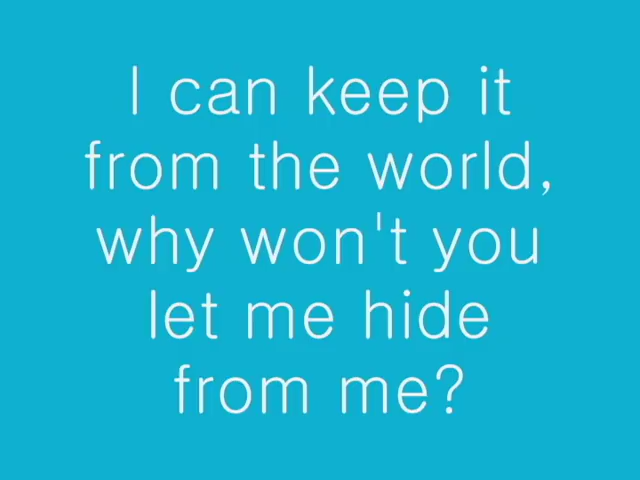 I can keep it
from the world,
why won't you
let me hide
from me?